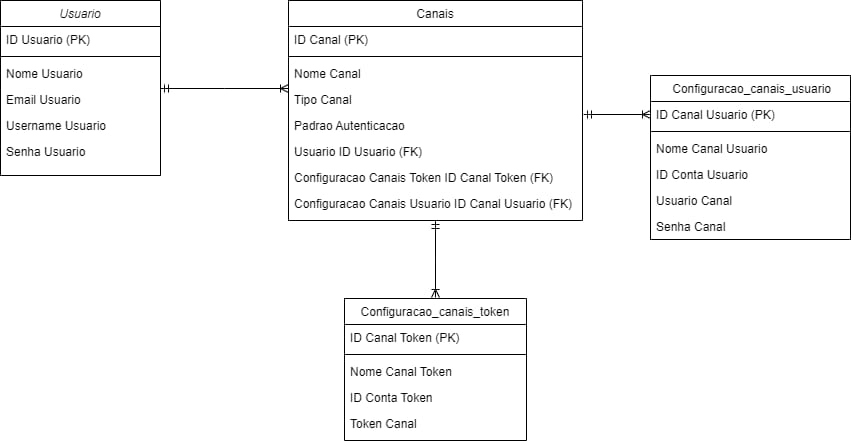 Usuario
ID Usuario (PK)
Nome Usuario
Email Usuario
Username Usuario
Senha Usuario
Canais
ID Canal (PK)
Nome Canal
Tipo Canal
Padrao Autenticacao
Usuario ID Usuario (FK)
Configuracao Canais Token ID Canal Token (FK)
Configuracao Canais Usuario ID Canal Usuario (FK)
Configuracao_canais_usuario
ID Canal Usuario (PK)
Nome Canal Usuario
ID Conta Usuario
Usuario Canal
Senha Canal
Configuracao_canais_token
ID Canal Token (PK)
Nome Canal Token
ID Conta Token
Token Canal